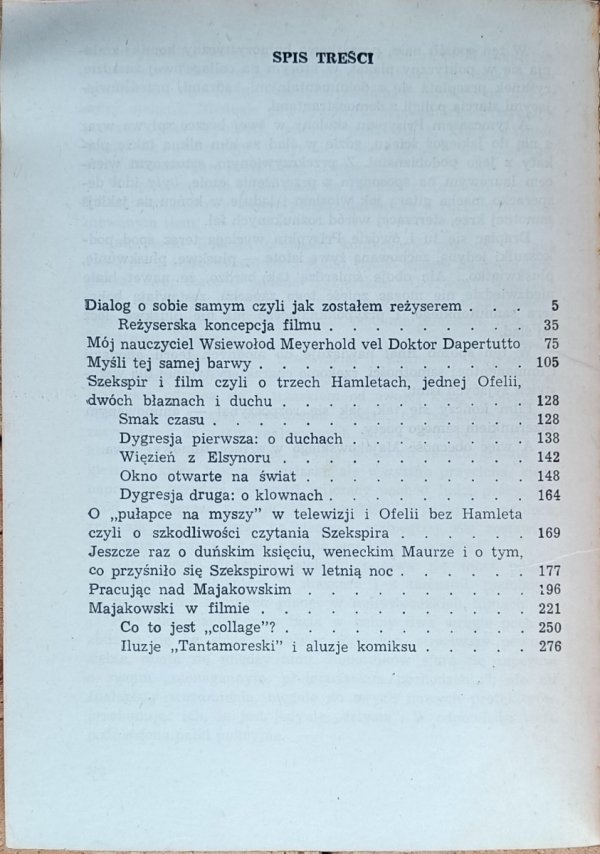 SPIS TREŚCI
Dialog o sobie samym czyli jak zostałem reżyserem . . . 5
Reżyserska koncepcja filmu . . . . . . . . 35
Mój nauczyciel Wsiewołod Meyerhold vel Doktor Dapertutto 75
Myśli tej samej barwy . . . . . . . . . . . 105
Szekspir i film czyli o trzech Hamletach, jednej Ofelii,
dwóch błaznach i duchu . . . . . . . . . . 128
Smak czasu . . . . . . . . . . . . 128
Dygresja pierwsza: o duchach . . . . . . . 138
Więzień z Elsynoru . . . . . . . . . . 142
Okno otwarte na świat . . . . . . . . . 148
Dygresja druga: o klownach . . . . . . . . 164
O „pułapce na myszy” w telewizji i Ofelii bez Hamleta
czyli o szkodliwości czytania Szekspira . . . . . 169
Jeszcze raz o duńskim księciu, weneckim Maurze i o tym,
co przyśniło się Szekspirowi w letnią noc . . . . . 177
Pracując nad Majakowskim . . . . . . . . . 196
Majakowski w filmie . . . . . . . . . . . 221
Co to jest „collage”? . . . . . . . . . . 250
Iluzje „Tantamoreski” i aluzje komiksu . . . . . 276